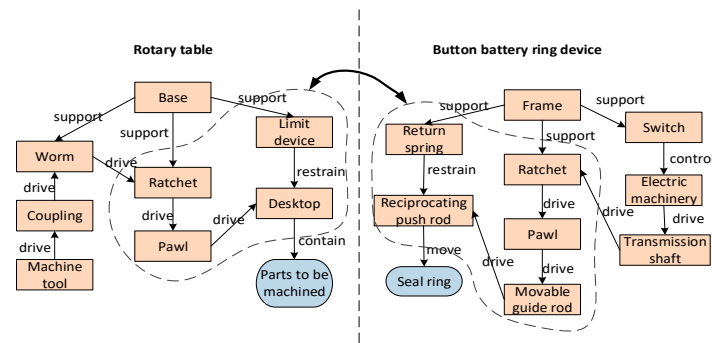 Rotary table
Button battery ring device
Base
support
support
support
Limit
device
Worm
drive
Ratchet
restrain
drive
drive
Coupling
drive
Desktop
drive
Pawl
contain
Machine
tool
Parts to be
machined
Frame
support
support
support
Return
spring
Switch
Ratchet
control
restrain
Electric
machinery
drive
Reciprocating
push rod
drive
drive
Pawl
Transmission
shaft
move
drive
drive
Seal ring
Movable
guide rod